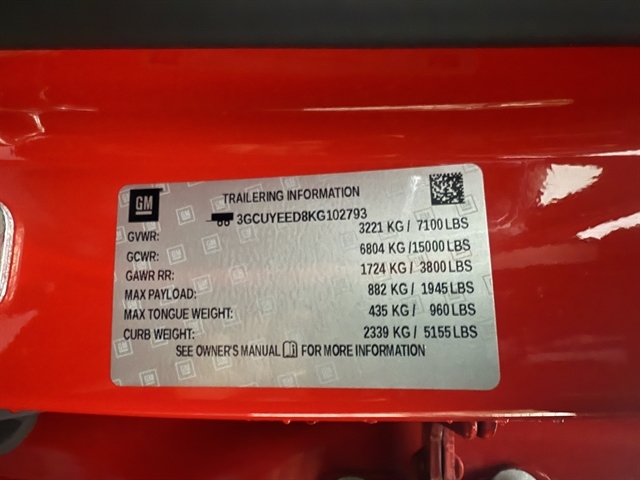 GM
TRAILERING INFORMATION
3GCUYEED8KG102793
GVWR: 3221 KG / 7100 LBS
GCWR: 6804 KG /15000 LBS
GAWR RR: 1724 KG / 3800 LBS
MAX PAYLOAD: 882 KG / 1945 LBS
MAX TONGUE WEIGHT: 435 KG / 960 LBS
CURB WEIGHT: 2339 KG / 5155 LBS
SEE OWNER'S MANUAL FOR MORE INFORMATION